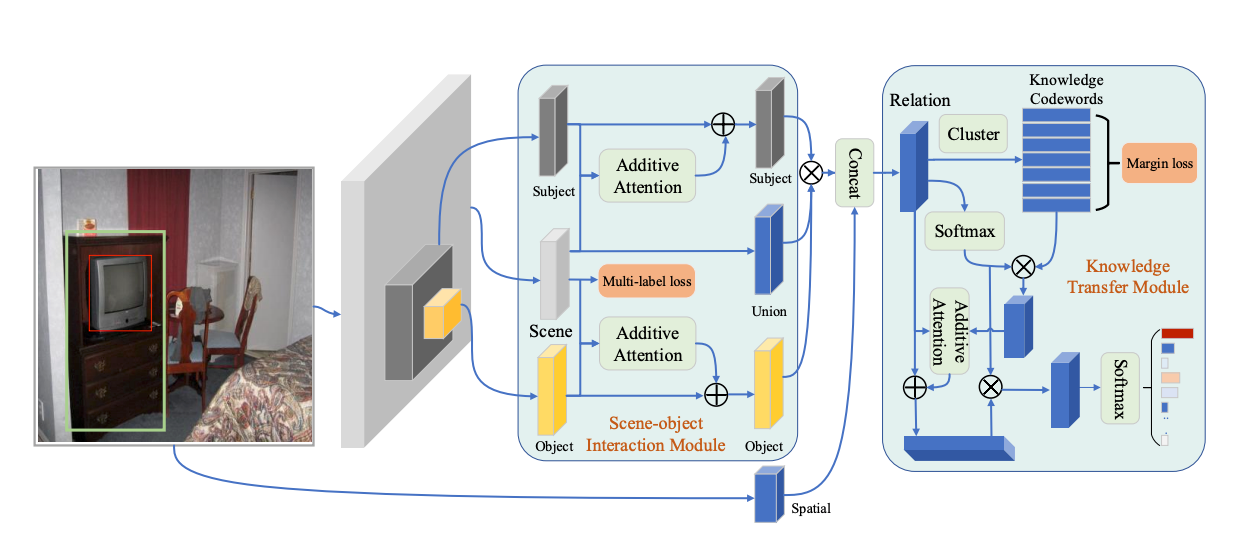 Subject
Additive
Attention
Subject
Scene
Multi-label loss
Union
Additive
Attention
Object
Scene-object
Interaction Module
Object
Spatial
Concat
Relation
Knowledge
Codewords
Cluster
Margin loss
Softmax
Knowledge
Transfer Module
Additive
Attention
Softmax